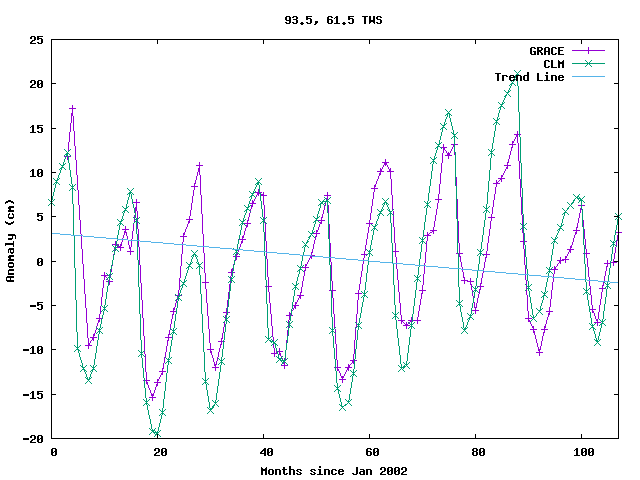 93.5, 61.5 TWS
GRACE
CLM
Trend Line
Anomaly (cm)
25
20
15
10
5
0
-5
-10
-15
-20
0 20 40 60 80 100
Months since Jan 2002